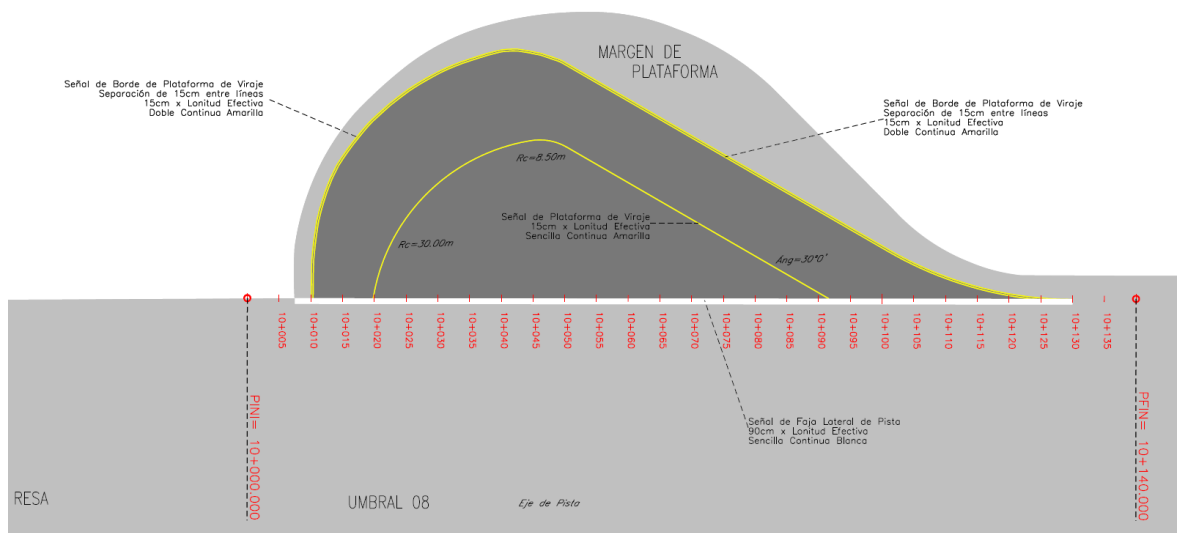 MARGEN DE
PLATAFORMA
Señal de Borde de Plataforma de Viraje
Separación de 15cm entre líneas
15cm x Lonitud Efectiva
Doble Continua Amarilla
Señal de Borde de Plataforma de Viraje
Separación de 15cm entre líneas
15cm x Lonitud Efectiva
Doble Continua Amarilla
Rc=8.50m
Señal de Plataforma de Viraje
15cm x Lonitud Efectiva
Sencilla Continua Amarilla
Rc=30.00m
Ang=30°0'
10+005
10+010
10+015
10+020
10+025
10+030
10+035
10+040
10+045
10+050
10+055
10+060
10+065
10+070
10+075
10+080
10+085
10+090
10+095
10+100
10+105
10+110
10+115
10+120
10+125
10+130
10+135
PINI= 10+000.000
PFIN= 10+140.000
Señal de Faja Lateral de Pista
90cm x Lonitud Efectiva
Sencilla Continua Blanca
RESA
UMBRAL 08
Eje de Pista